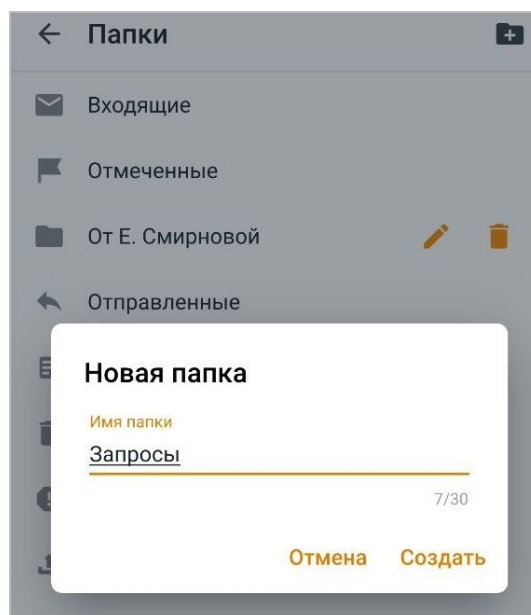 Папки
Входящие
Отмеченные
От Е. Смирновой
Отправленные
Новая папка
Имя папки
Запросы
7/30
Отмена Создать